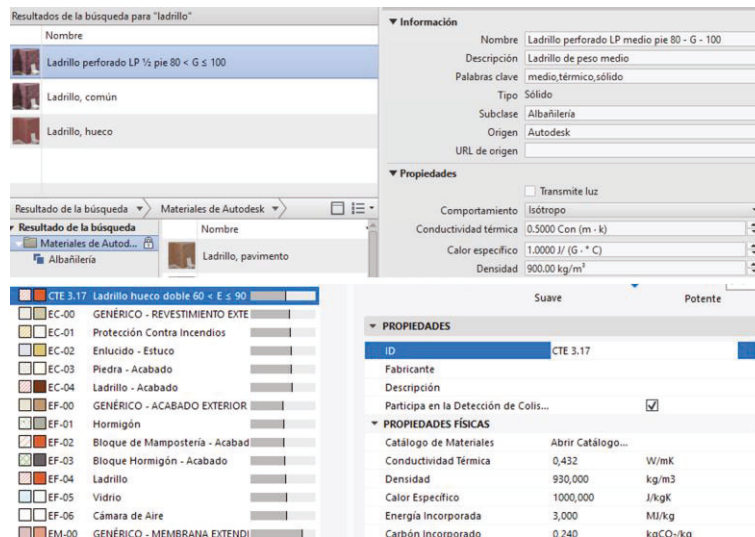 Resultados de la búsqueda para "ladrillo"
Nombre
Ladrillo perforado LP ½ pie 80 < G ≤ 100
Ladrillo, común
Ladrillo, hueco
Resultado de la búsqueda
Materiales de Autodesk
Resultado de la búsqueda
Materiales de Autod...
Albañilería
Nombre
Ladrillo, pavimento
Información
Nombre Ladrillo perforado LP medio pie 80 - G - 100
Descripción Ladrillo de peso medio
Palabras clave medio,térmico,sólido
Tipo Sólido
Subclase Albañilería
Origen Autodesk
URL de origen
Propiedades
Transmite luz
Comportamiento Isótropo
Conductividad térmica 0.5000 Con (m · k)
Calor específico 1.0000 J/ (G · ° C)
Densidad 900.00 kg/m³
CTE 3.17 Ladrillo hueco doble 60 < E ≤ 90
EC-00 GENÉRICO - REVESTIMIENTO EXTE
EC-01 Protección Contra Incendios
EC-02 Enlucido - Estuco
EC-03 Piedra - Acabado
EC-04 Ladrillo - Acabado
EF-00 GENÉRICO - ACABADO EXTERIOR
EF-01 Hormigón
EF-02 Bloque de Mampostería - Acabad
EF-03 Bloque Hormigón - Acabado
EF-04 Ladrillo
EF-05 Vidrio
EF-06 Cámara de Aire
EM-00 GENÉRICO - MEMBRANA EXTENDI
Suave Potente
PROPIEDADES
ID CTE 3.17
Fabricante
Descripción
Participa en la Detección de Colis...
PROPIEDADES FÍSICAS
Catálogo de Materiales Abrir Catálogo...
Conductividad Térmica 0,432 W/mK
Densidad 930,000 kg/m3
Calor Específico 1000,000 J/kgK
Energía Incorporada 3,000 MJ/kg
Carbón Incorporado 0,240 kgCO₂/kg